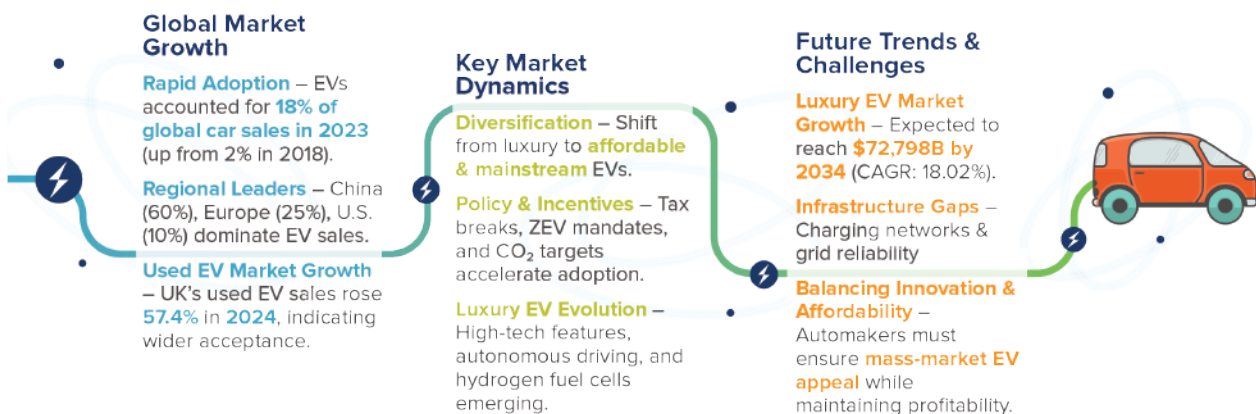 Global Market
Growth
Rapid Adoption – EVs
accounted for 18% of
global car sales in 2023
(up from 2% in 2018).
Regional Leaders – China
(60%), Europe (25%), U.S.
(10%) dominate EV sales.
Used EV Market Growth
– UK's used EV sales rose
57.4% in 2024, indicating
wider acceptance.
Key Market
Dynamics
Diversification – Shift
from luxury to affordable
& mainstream EVs.
Policy & Incentives – Tax
breaks, ZEV mandates,
and CO₂ targets
accelerate adoption.
Luxury EV Evolution –
High-tech features,
autonomous driving, and
hydrogen fuel cells
emerging.
Future Trends &
Challenges
Luxury EV Market
Growth – Expected to
reach $72,798B by
2034 (CAGR: 18.02%).
Infrastructure Gaps –
Charging networks &
grid reliability
Balancing Innovation &
Affordability –
Automakers must
ensure mass-market EV
appeal while
maintaining profitability.